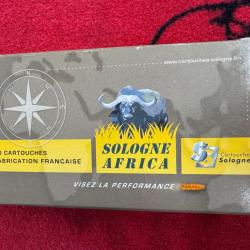 www.cartouches-sologne.fr
N
SOLOGNE
AFRICA
CARTOUCHES
FABRICATION FRANÇAISE
Cartouches
Sologne
VISEZ LA PERFORMANCE